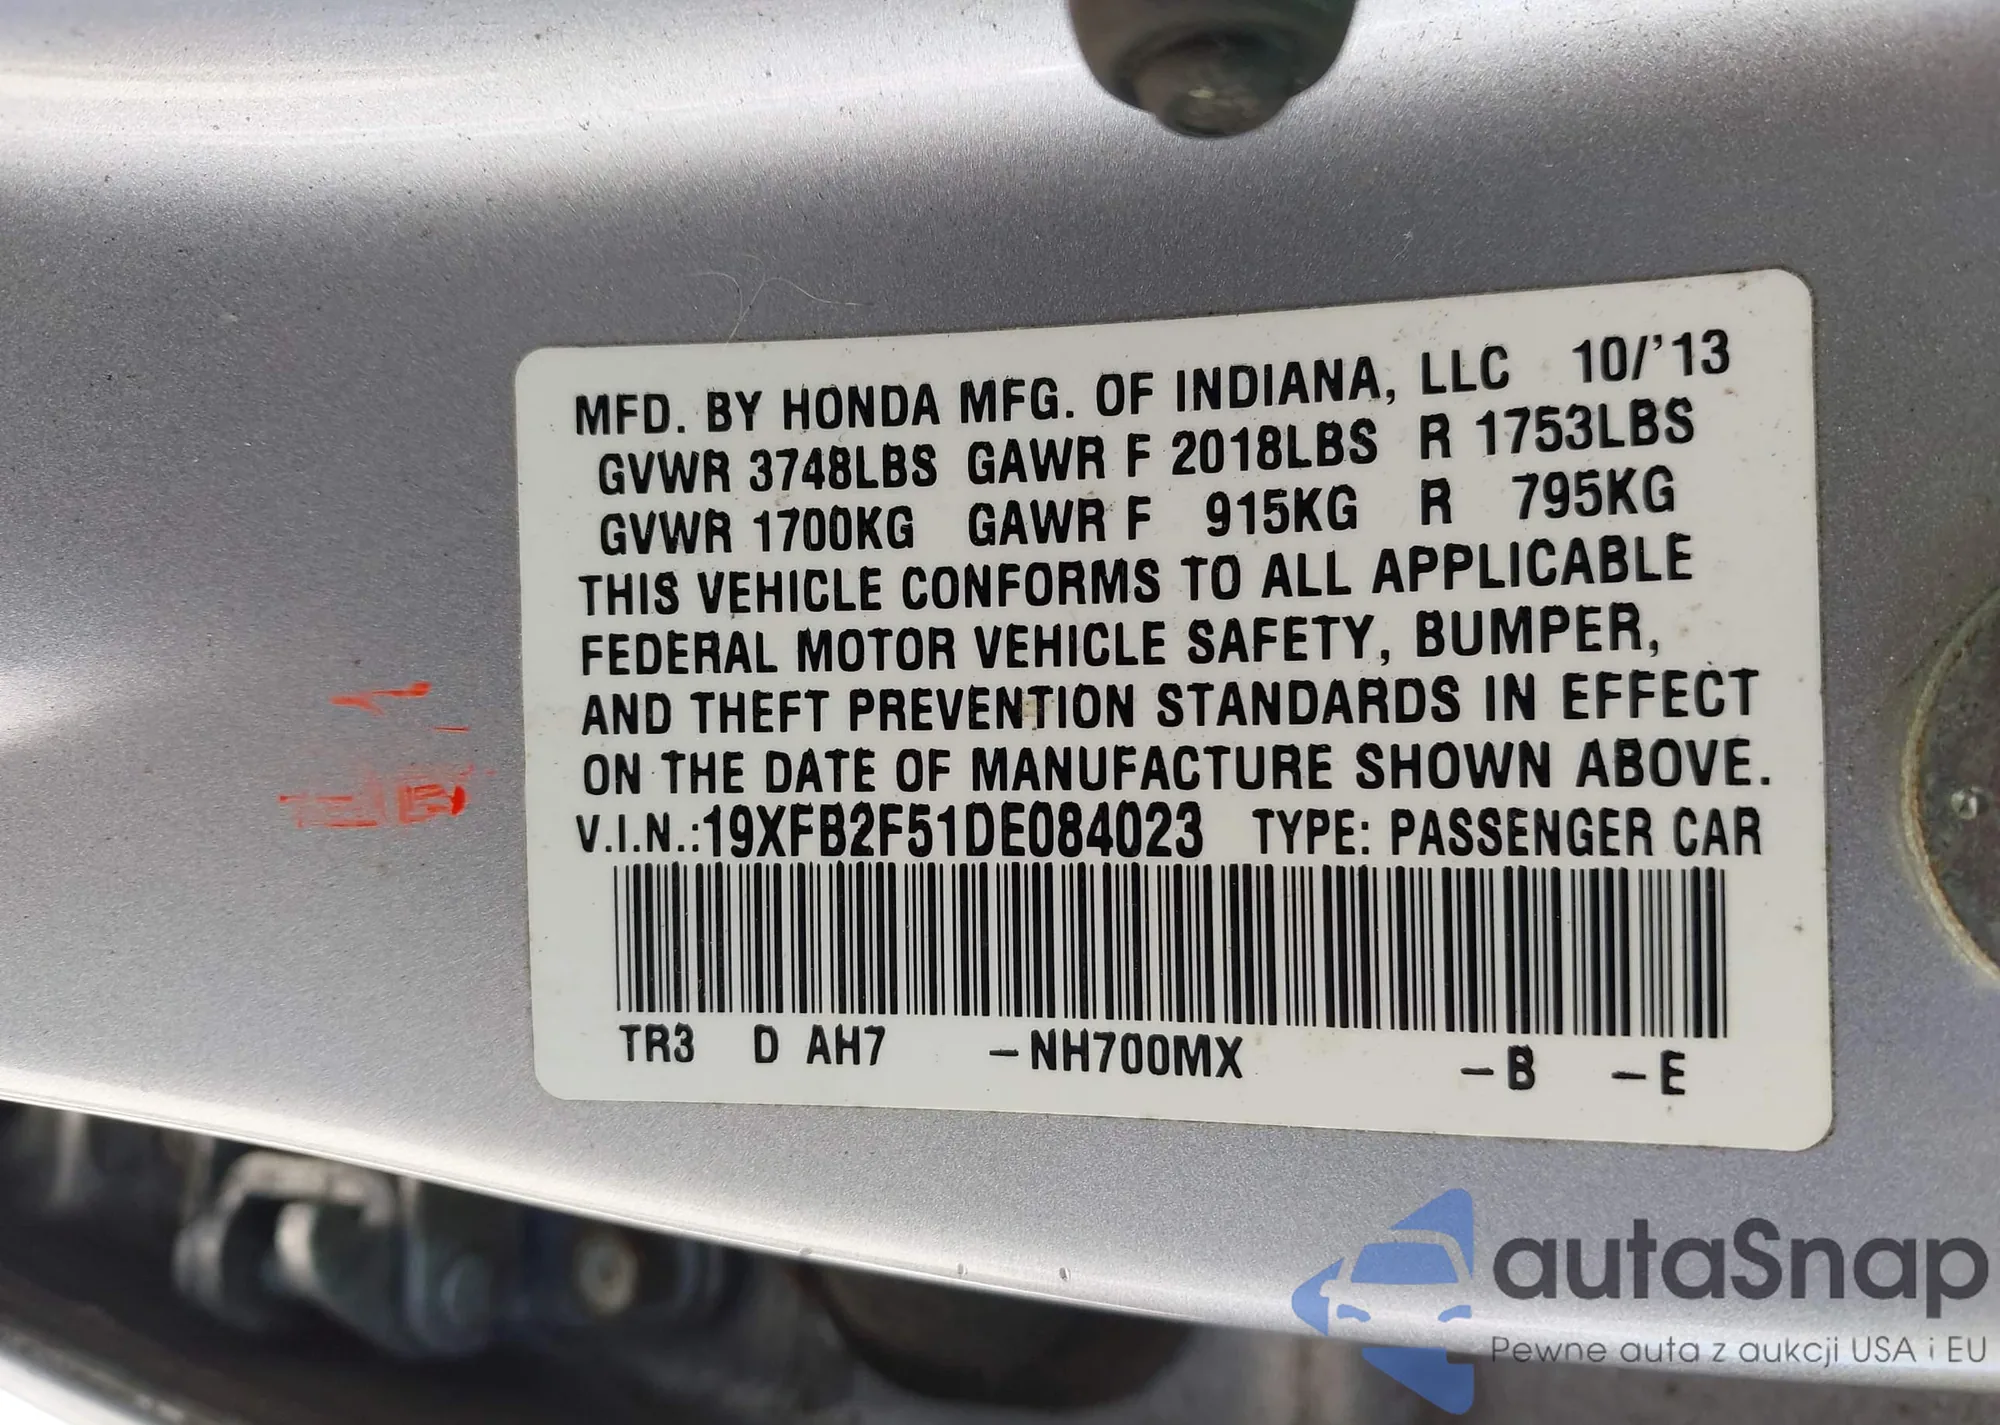 MFD. BY HONDA MFG. OF INDIANA, LLC 10/'13
GVWR 3748LBS GAWR F 2018LBS R 1753LBS
GVWR 1700KG GAWR F 915KG R 795KG
THIS VEHICLE CONFORMS TO ALL APPLICABLE
FEDERAL MOTOR VEHICLE SAFETY, BUMPER,
AND THEFT PREVENTION STANDARDS IN EFFECT
ON THE DATE OF MANUFACTURE SHOWN ABOVE.
V.I.N.:19XFB2F51DE084023 TYPE: PASSENGER CAR
TR3 D AH7 -NH700MX -B -E
autaSnap
Pewne auta z aukcji USA i EU